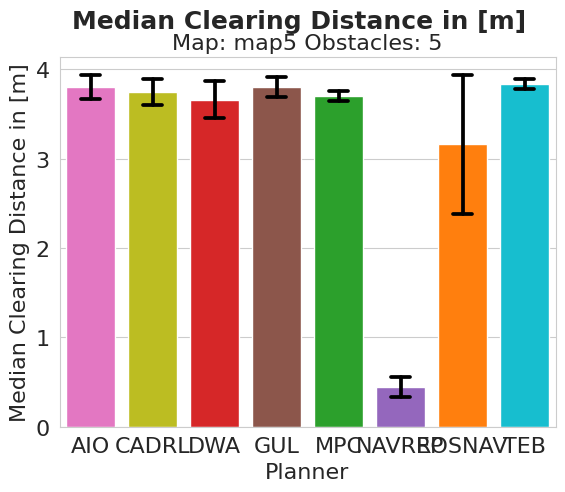 Median Clearing Distance in [m]
Map: map5 Obstacles: 5
Median Clearing Distance in [m]
4
3
2
1
0
AIO CADRL DWA GUL MPC NAVREP ROSNAV TEB
Planner